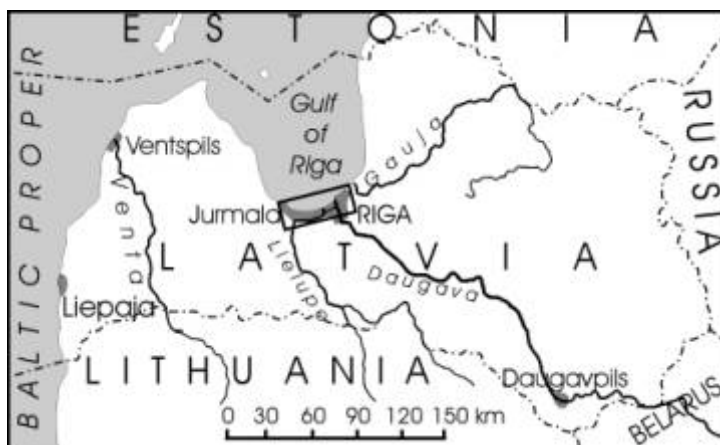 ESTONIA
BALTIC PROPER
Gulf
of
Riga
Gauja
RUSSIA
Ventspils
Venta
Jurmala
RIGA
LATVIA
Lielupe
Daugava
Liepaja
LITHUANIA
Daugavpils
BELARUS
0 30 60 90 120 150 km